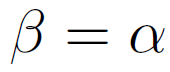 β = α